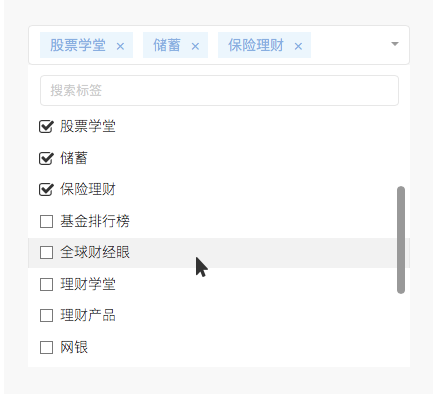 股票学堂 × 储蓄 × 保险理财 ×
搜索标签
股票学堂
储蓄
保险理财
基金排行榜
全球财经眼
理财学堂
理财产品
网银